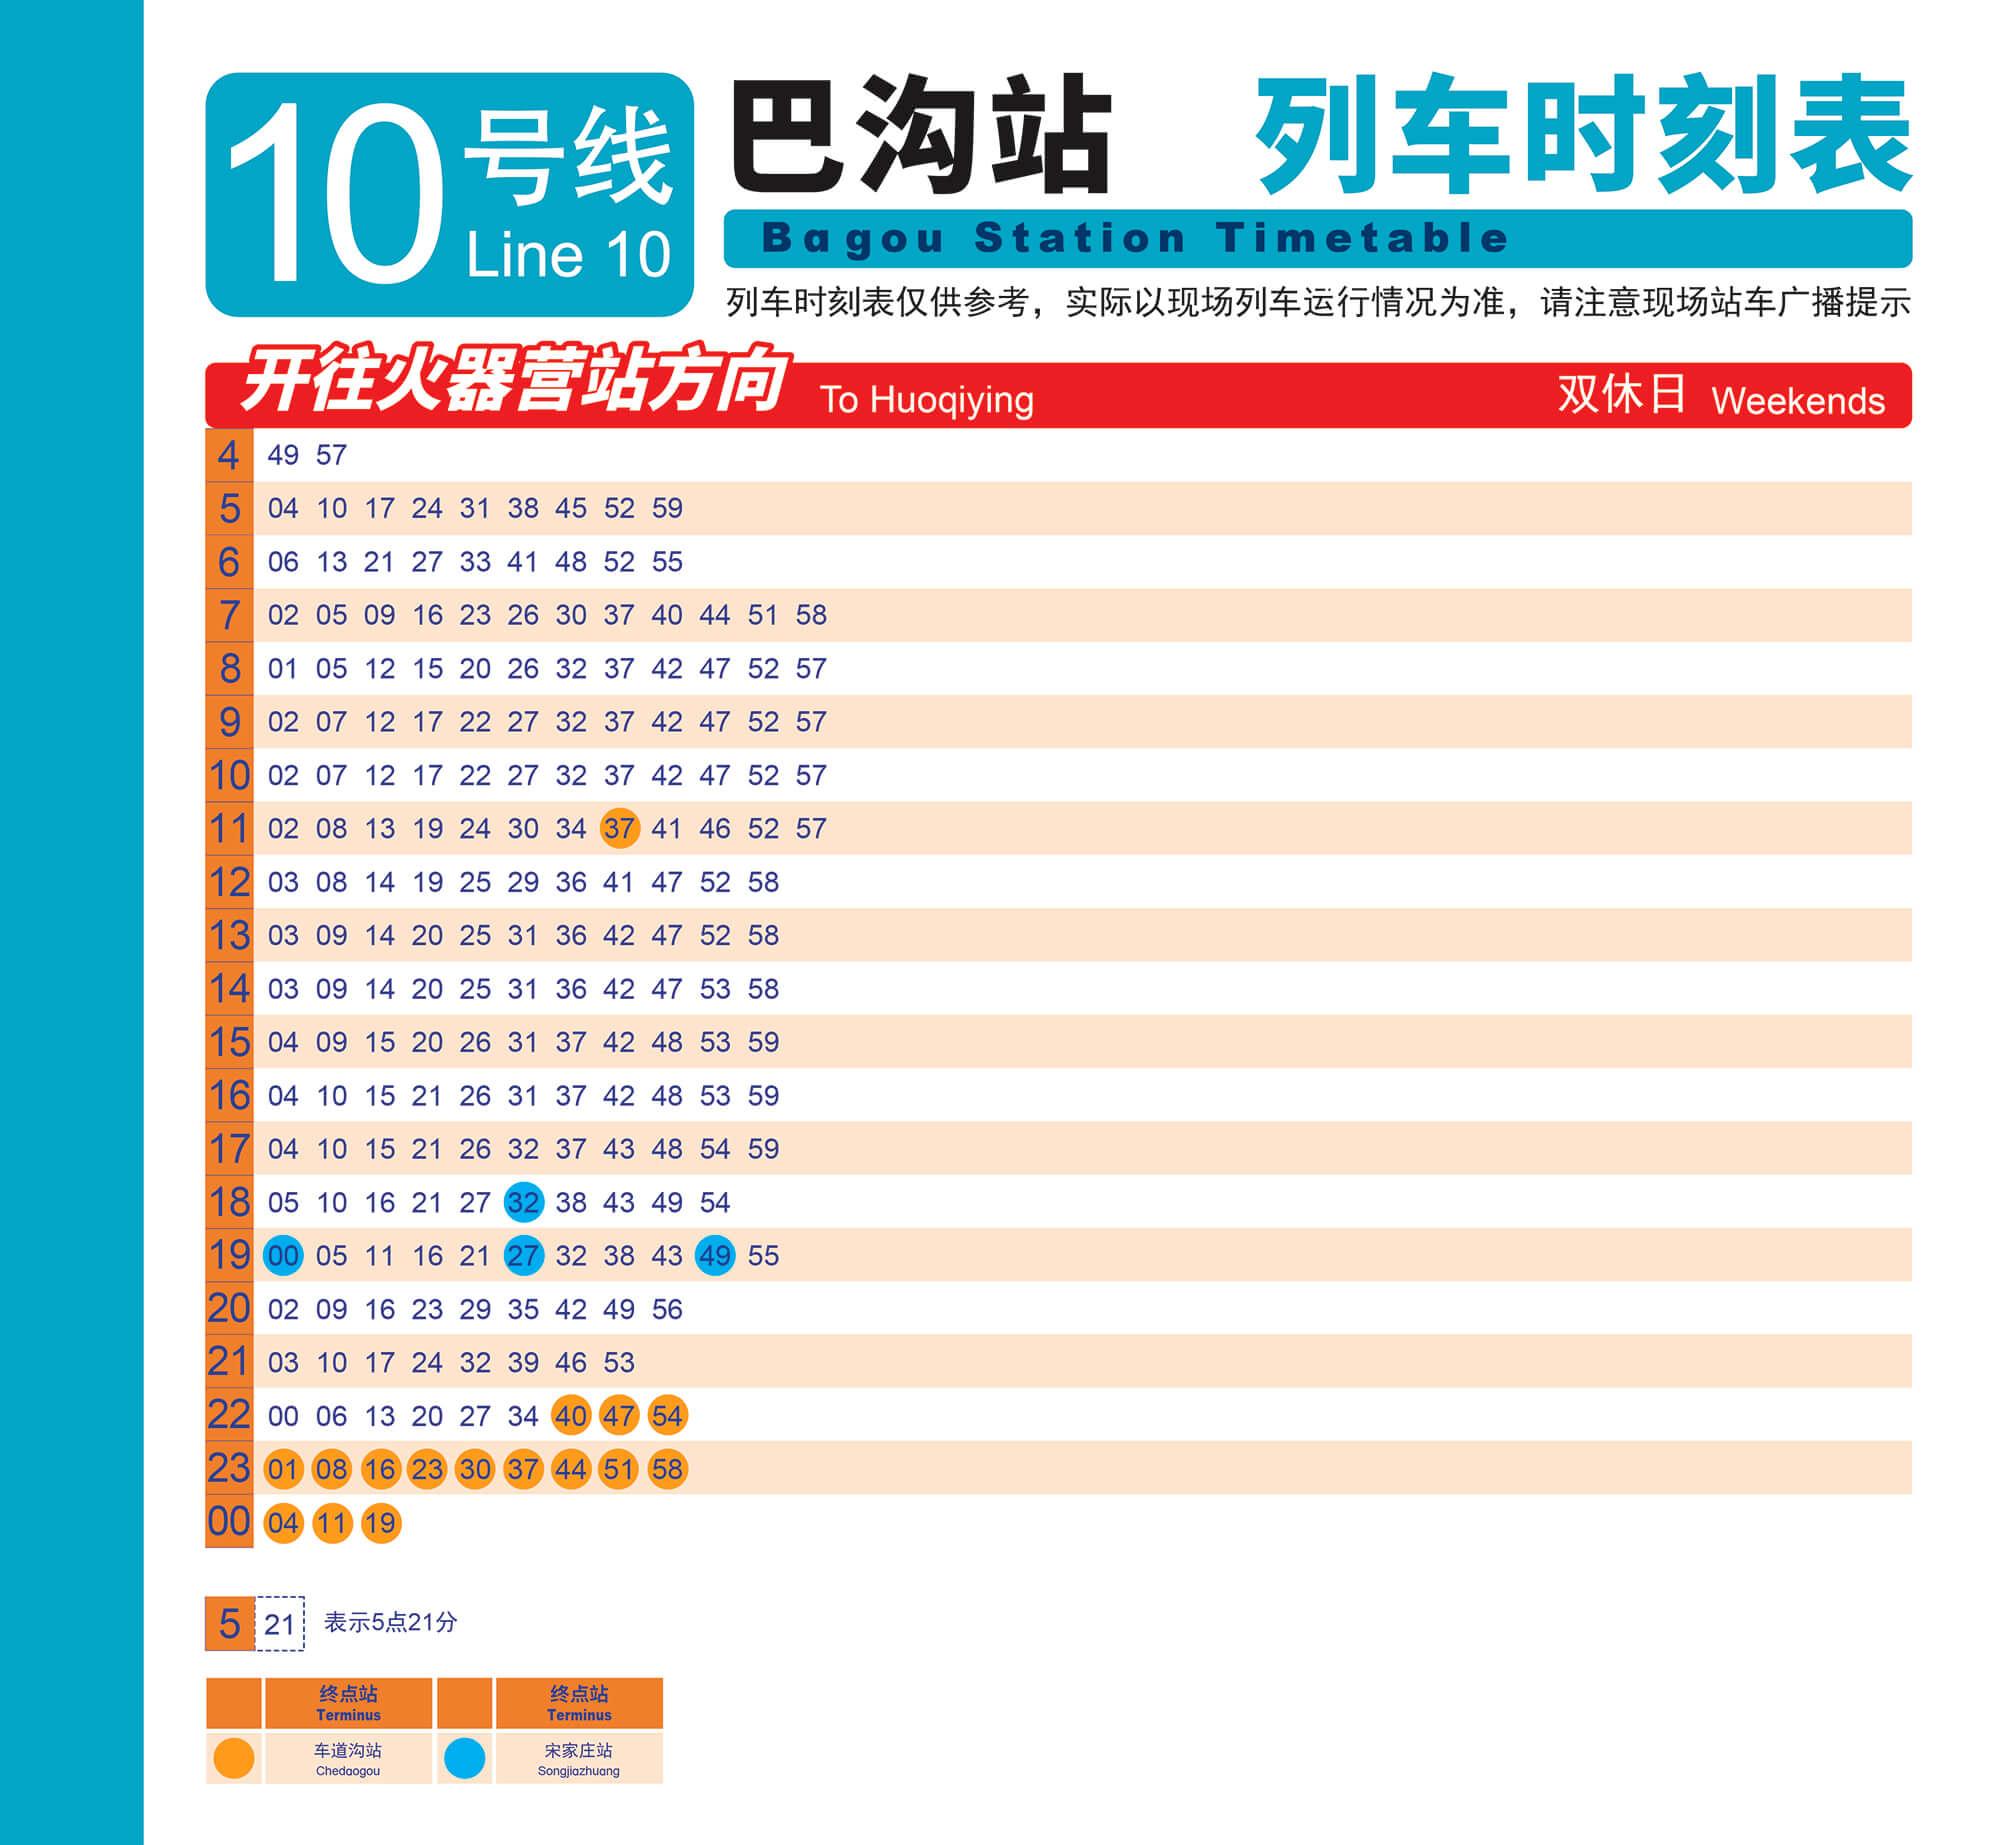 10号线
Line 10
巴沟站 列车时刻表
Bagou Station Timetable
列车时刻表仅供参考，实际以现场列车运行情况为准，请注意现场站车广播提示
开往火器营站方向 To Huoqiying 双休日 Weekends
4 49 57
5 04 10 17 24 31 38 45 52 59
6 06 13 21 27 33 41 48 52 55
7 02 05 09 16 23 26 30 37 40 44 51 58
8 01 05 12 15 20 26 32 37 42 47 52 57
9 02 07 12 17 22 27 32 37 42 47 52 57
10 02 07 12 17 22 27 32 37 42 47 52 57
11 02 08 13 19 24 30 34 37 41 46 52 57
12 03 08 14 19 25 29 36 41 47 52 58
13 03 09 14 20 25 31 36 42 47 52 58
14 03 09 14 20 25 31 36 42 47 53 58
15 04 09 15 20 26 31 37 42 48 53 59
16 04 10 15 21 26 31 37 42 48 53 59
17 04 10 15 21 26 32 37 43 48 54 59
18 05 10 16 21 27 32 38 43 49 54
19 00 05 11 16 21 27 32 38 43 49 55
20 02 09 16 23 29 35 42 49 56
21 03 10 17 24 32 39 46 53
22 00 06 13 20 27 34 40 47 54
23 01 08 16 23 30 37 44 51 58
00 04 11 19
5 21 表示5点21分
终点站 终点站
Terminus Terminus
车道沟站 宋家庄站
Chedaogou Songjiazhuang